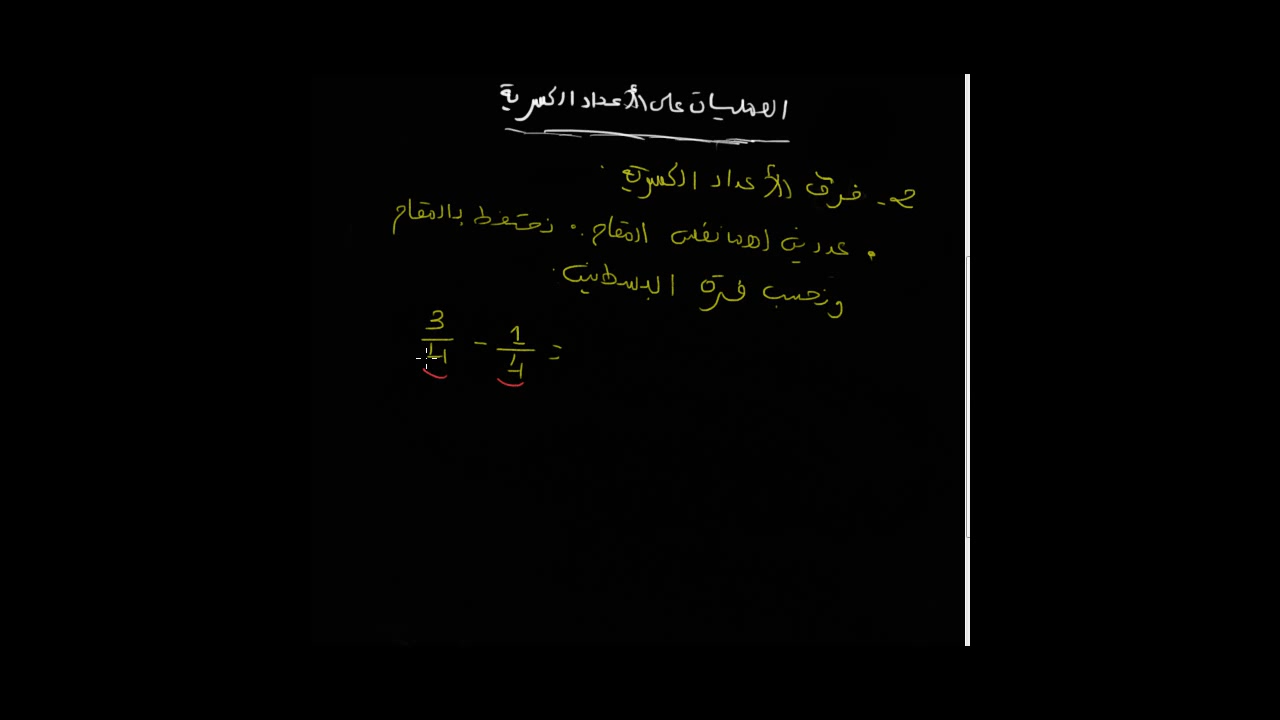 العمليات على الأعداد الكسرية
2- فرق الأعداد الكسرية.
• عددين لهما نفس المقام: نحتفظ بالمقام
ونحسب فرق البسطين.
3/4 - 1/4 =